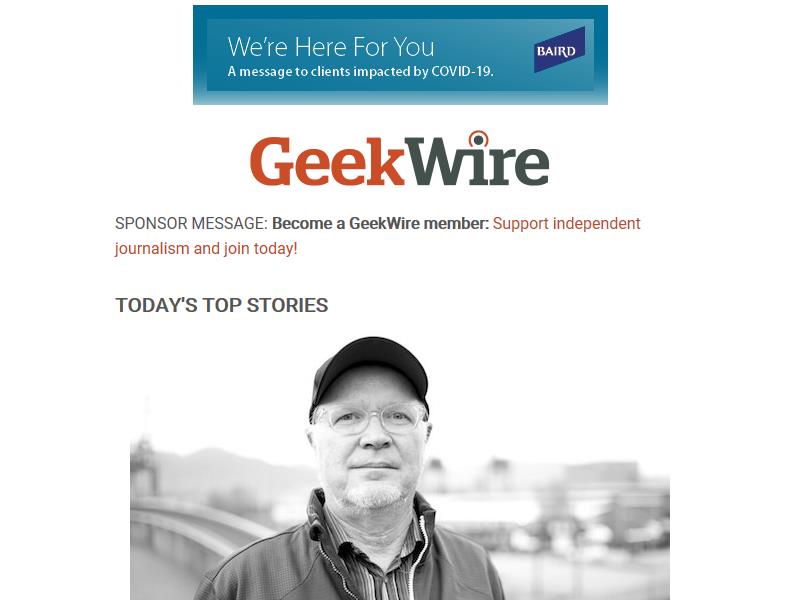 We're Here For You
A message to clients impacted by COVID-19.
BAIRD
GeekWire
SPONSOR MESSAGE: Become a GeekWire member: Support independent
journalism and join today!
TODAY'S TOP STORIES